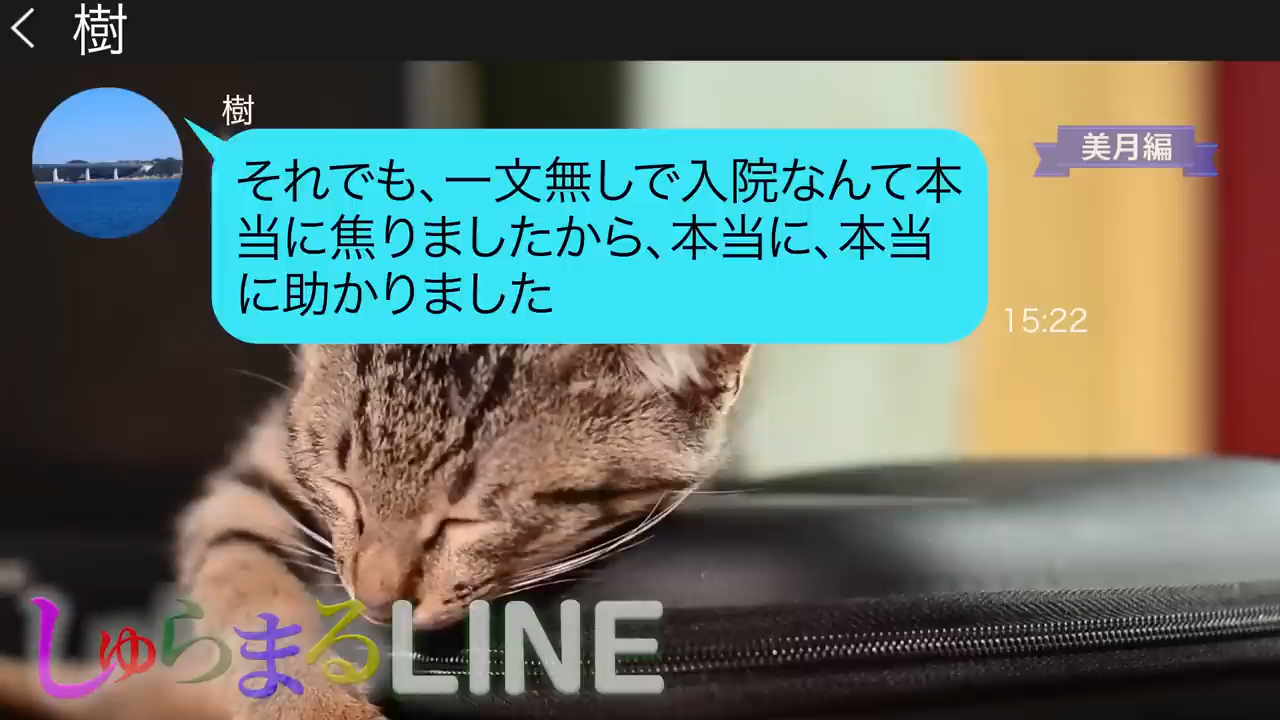 樹
樹
美月編
それでも、一文無しで入院なんて本
当に焦りましたから、本当に、本当
に助かりました
15:22
しゅらまるLINE